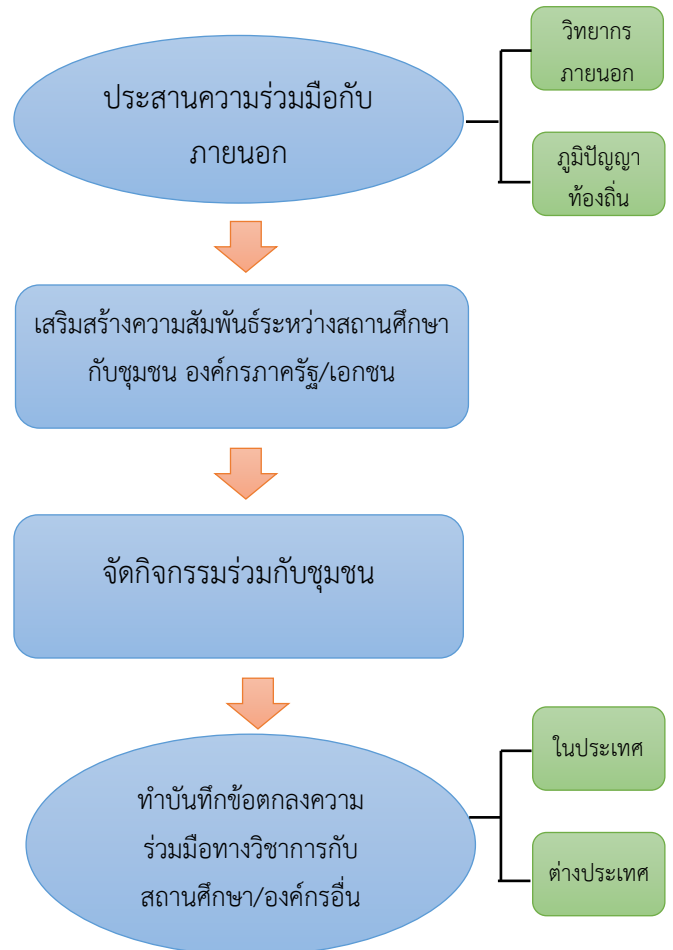 ประสานความร่วมมือกับ
ภายนอก
วิทยากร
ภายนอก
ภูมิปัญญา
ท้องถิ่น
เสริมสร้างความสัมพันธ์ระหว่างสถานศึกษา
กับชุมชน องค์กรภาครัฐ/เอกชน
จัดกิจกรรมร่วมกับชุมชน
ทำบันทึกข้อตกลงความ
ร่วมมือทางวิชาการกับ
สถานศึกษา/องค์กรอื่น
ในประเทศ
ต่างประเทศ